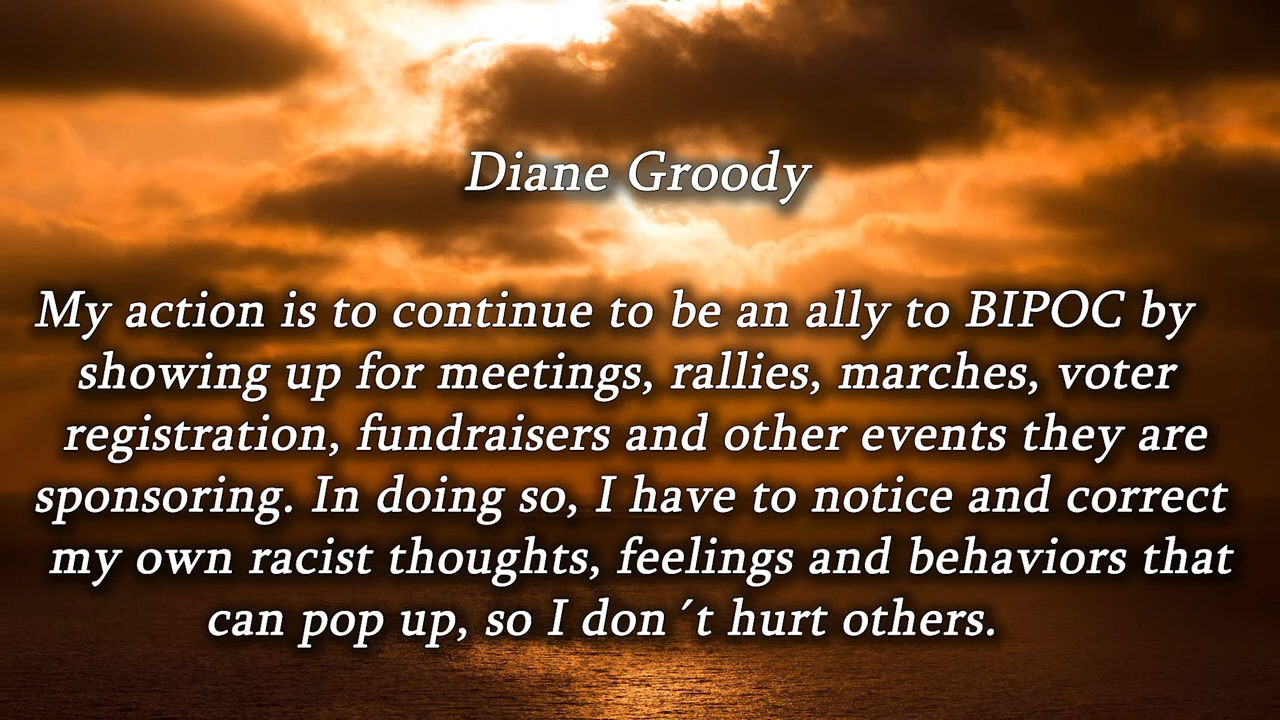 Diane Groody
My action is to continue to be an ally to BIPOC by
showing up for meetings, rallies, marches, voter
registration, fundraisers and other events they are
sponsoring. In doing so, I have to notice and correct
my own racist thoughts, feelings and behaviors that
can pop up, so I don´t hurt others.